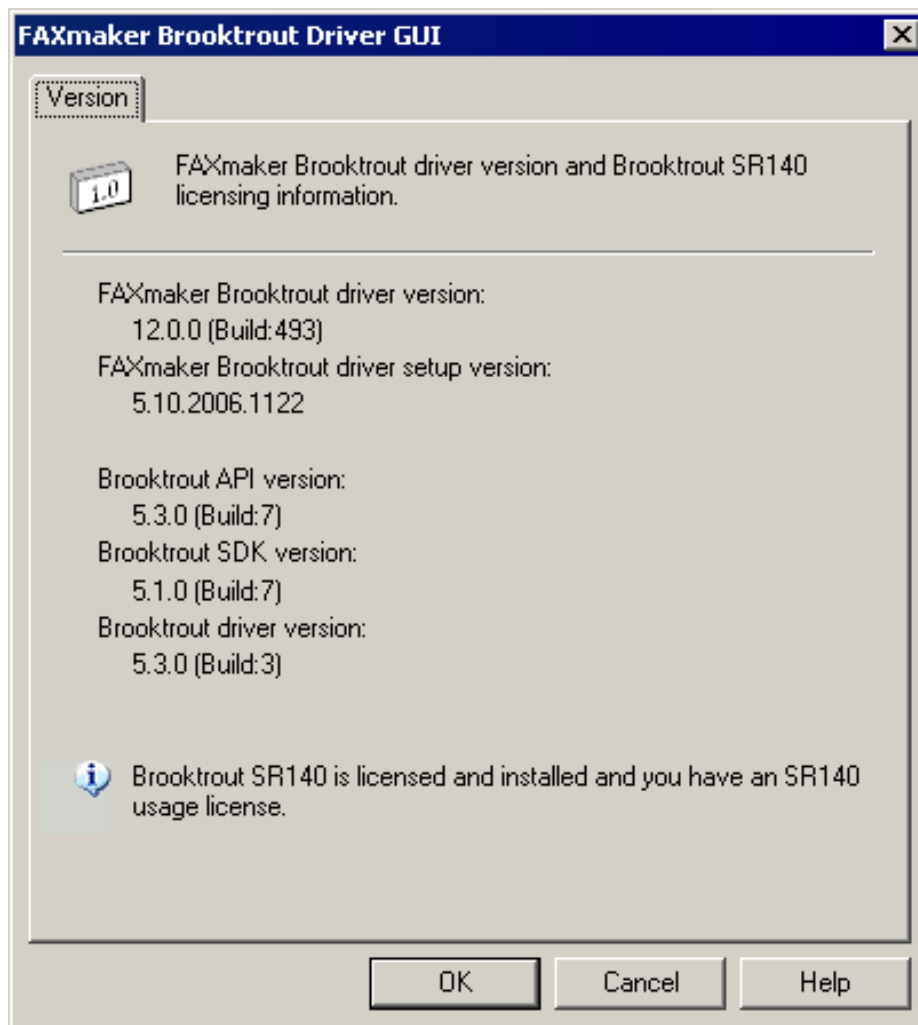 FAXmaker Brooktrout Driver GUI
Version
1.0
FAXmaker Brooktrout driver version and Brooktrout SR140
licensing information.
FAXmaker Brooktrout driver version:
12.0.0 (Build:493)
FAXmaker Brooktrout driver setup version:
5.10.2006.1122
Brooktrout API version:
5.3.0 (Build:7)
Brooktrout SDK version:
5.1.0 (Build:7)
Brooktrout driver version:
5.3.0 (Build:3)
Brooktrout SR140 is licensed and installed and you have an SR140
usage license.
OK
Cancel
Help